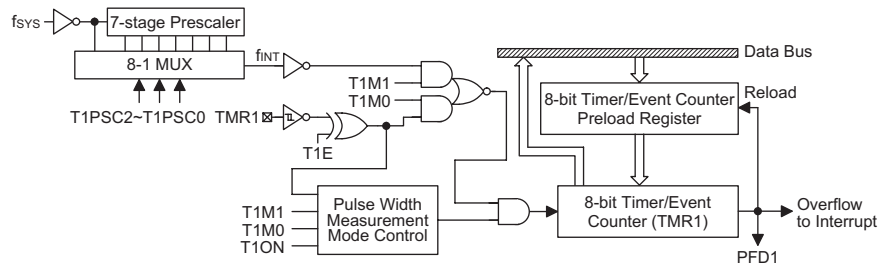 fSYS
7-stage Prescaler
8-1 MUX
fINT
T1PSC2~T1PSC0
TMR1
T1E
T1M1
T1M0
Data Bus
8-bit Timer/Event Counter
Preload Register
Reload
T1M1
T1M0
T1ON
Pulse Width
Measurement
Mode Control
8-bit Timer/Event
Counter (TMR1)
Overflow
to Interrupt
PFD1